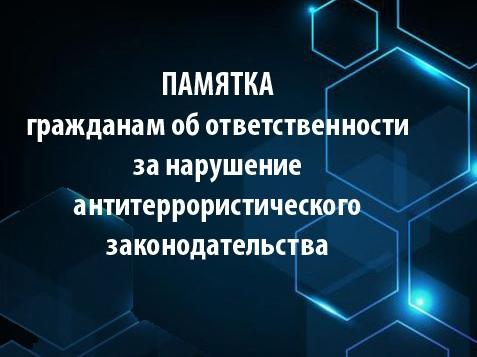 ПАМЯТКА
гражданам об ответственности
за нарушение
антитеррористического
законодательства